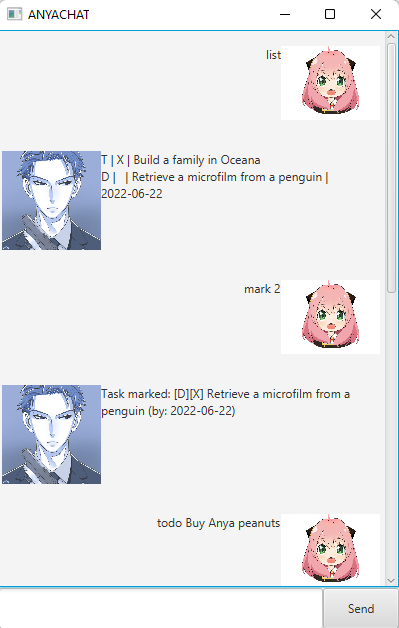 ANYACHAT
list
T | X | Build a family in Oceana
D |   | Retrieve a microfilm from a penguin |
2022-06-22
mark 2
Task marked: [D][X] Retrieve a microfilm from a
penguin (by: 2022-06-22)
todo Buy Anya peanuts
Send